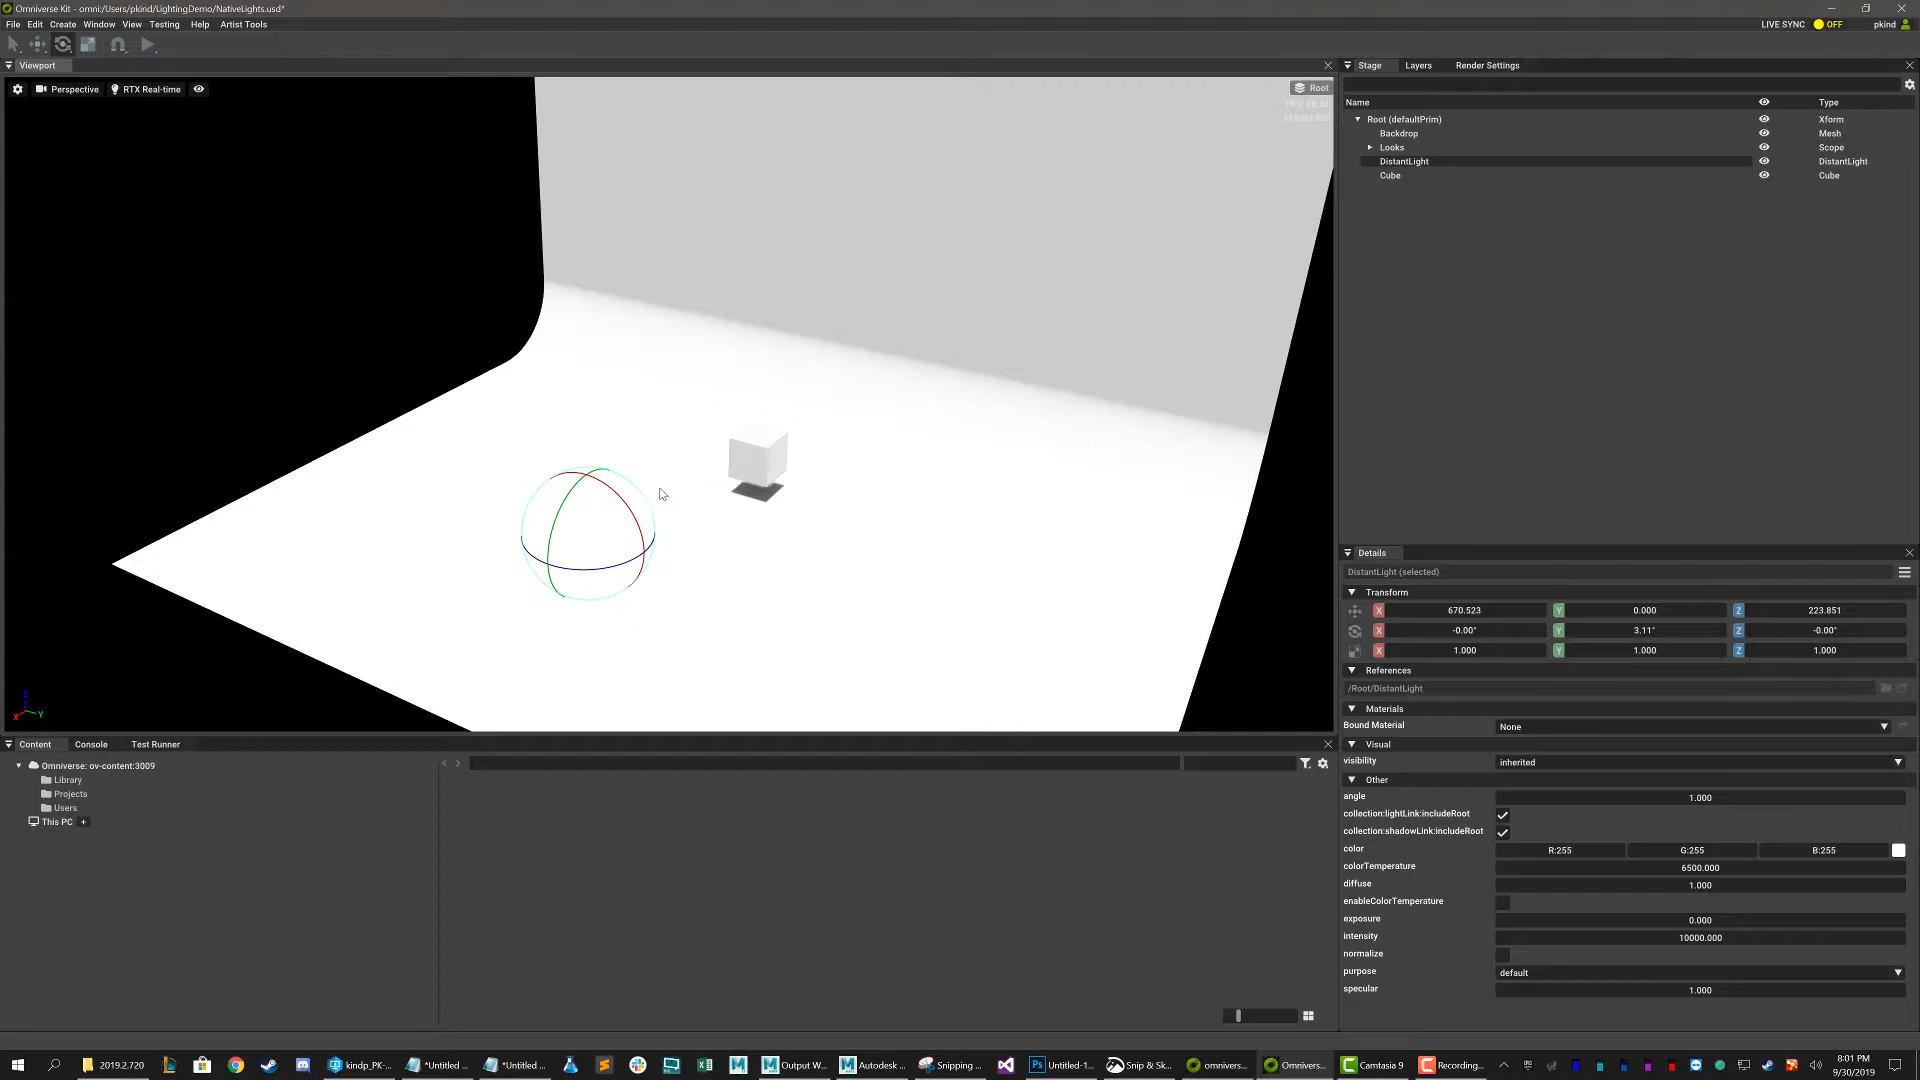 Omniverse Kit - omni:/Users/pkind/LightingDemo/NativeLights.usd*
File Edit Create Window View Testing Help Artist Tools
LIVE SYNC OFF pkind
Viewport
Stage Layers Render Settings
Perspective RTX Real-time
Root
Name Type
Root (defaultPrim) Xform
Backdrop Mesh
Looks Scope
DistantLight DistantLight
Cube Cube
Z
X Y
Details
DistantLight (selected)
Transform
X 670.523 Y 0.000 Z 223.851
X -0.00° Y 3.11° Z -0.00°
X 1.000 Y 1.000 Z 1.000
References
/Root/DistantLight
Materials
Bound Material None
Visual
visibility inherited
Other
angle 1.000
collection:lightLink:includeRoot
collection:shadowLink:includeRoot
color R:255 G:255 B:255
colorTemperature 6500.000
diffuse 1.000
enableColorTemperature
exposure 0.000
intensity 10000.000
normalize
purpose default
specular 1.000
Content Console Test Runner
Omniverse: ov-content:3009
Library
Projects
Users
This PC +
2019.2.720 kindp_PK-... *Untitled ... *Untitled ... Output W... Autodesk ... Snipping ... Untitled-1... Snip & Sk... omnivers... Omnivers... Camtasia 9 Recording...
8:01 PM
9/30/2019